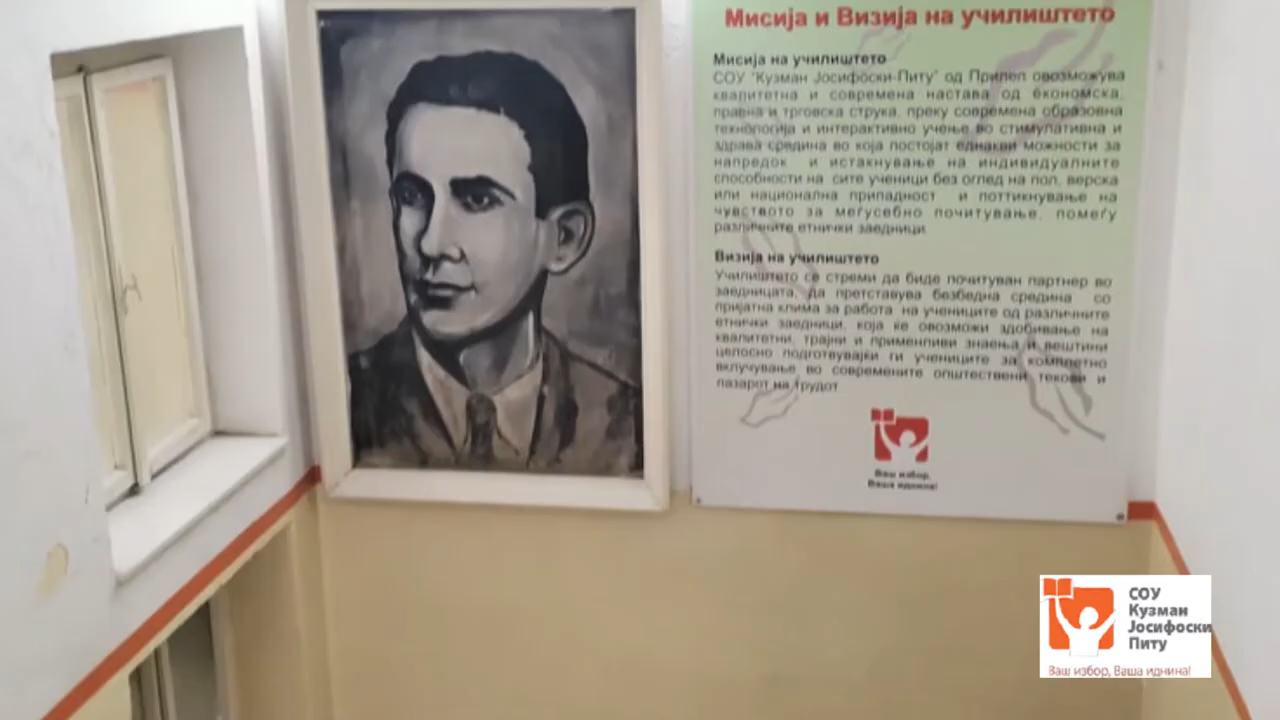 Мисија и Визија на училиштето
Мисија на училиштето
СОУ "Кузман Јосифоски-Питу" од Прилеп овозможува
квалитетна и современа настава од економска,
правна и трговска струка, преку современа образовна
технологија и интерактивно учење во стимулативна и
здрава средина во која постојат еднакви можности за
напредок и истакнување на индивидуалните
способности на сите ученици без оглед на пол, верска
или национална припадност и поттикнување на
чувството за меѓусебно почитување, помеѓу
различните етнички заедници.
Визија на училиштето
Училиштето се стреми да биде почитуван партнер во
заедницата, да претставува безбедна средина со
пријатна клима за работа на учениците од различните
етнички заедници, која ќе овозможи здобивање на
квалитетни, трајни и применливи знаења и вештини
целосно подготвувајќи ги учениците за комплетно
вклучување во современите општествени текови и
пазарот на трудот
Ваш избор,
Ваша иднина!
СОУ
Кузман
Јосифоски
Питу
Ваш избор, Ваша иднина!